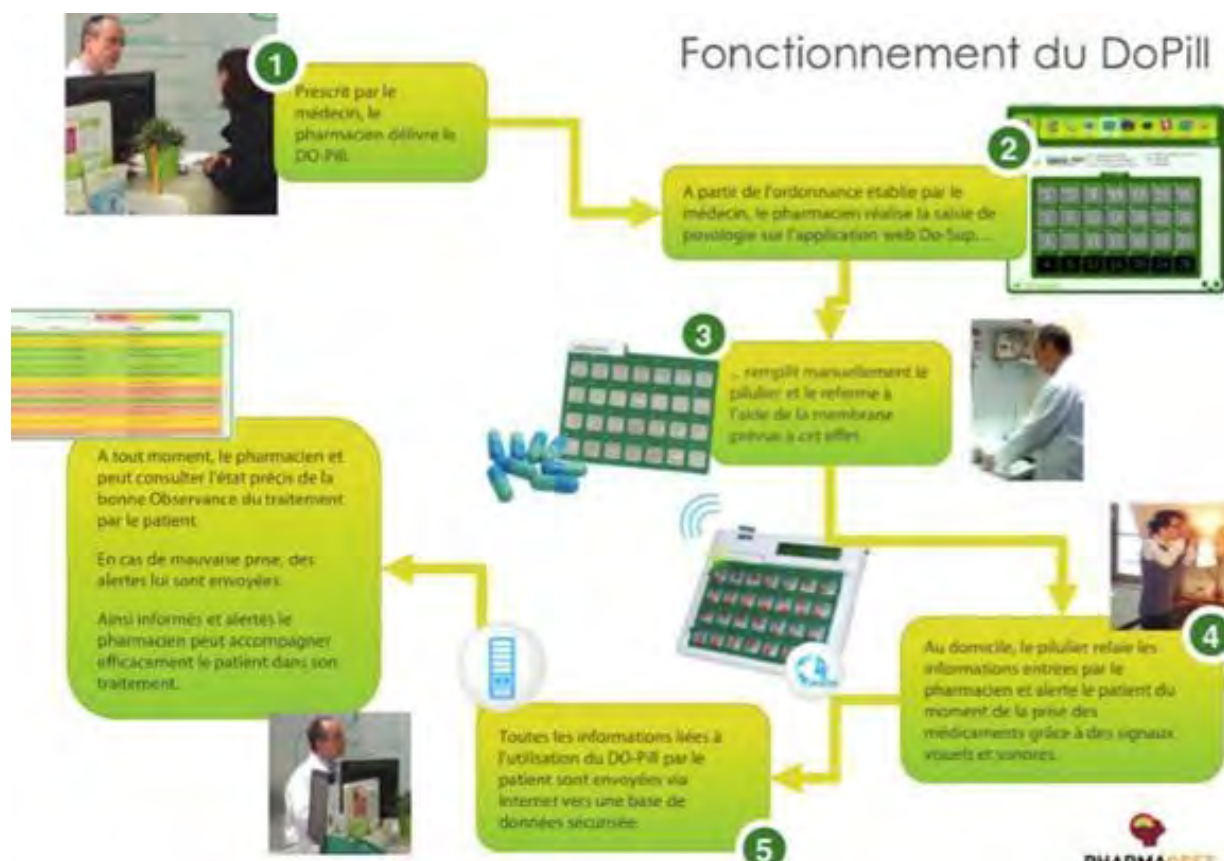 Fonctionnement du DoPill
1
Prescrit par le
médecin, le
pharmacien délivre le
DO-Pill.
2
A partir de l'ordonnance établie par le
médecin, le pharmacien réalise la saisie de
posologie sur l'application web Do-Sup, ...
3
... remplit manuellement le
pilulier et le referme à
l'aide de la membrane
prévue à cet effet.
4
Au domicile, le pilulier relaie les
informations entrées par le
pharmacien et alerte le patient du
moment de la prise des
médicaments grâce à des signaux
visuels et sonores.
5
Toutes les informations liées à
l'utilisation du DO-Pill par le
patient sont envoyées via
Internet vers une base de
données sécurisée.
A tout moment, le pharmacien et
peut consulter l'état précis de la
bonne Observance du traitement
par le patient.
En cas de mauvaise prise, des
alertes lui sont envoyées.
Ainsi informés et alertés le
pharmacien peut accompagner
efficacement le patient dans son
traitement.